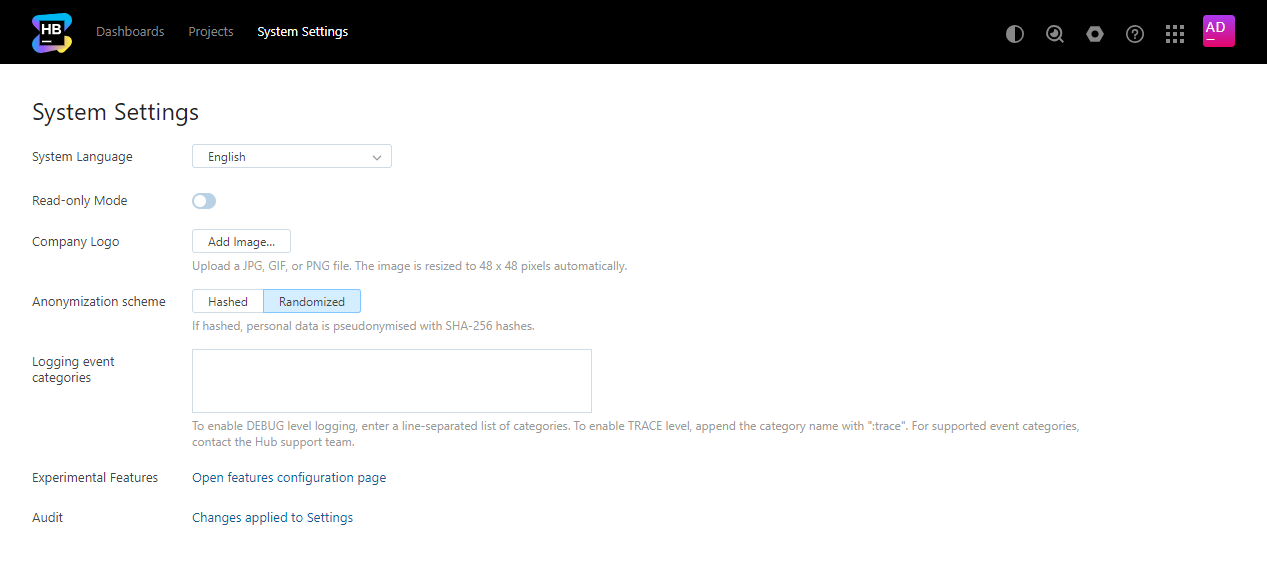 HB Dashboards Projects System Settings AD
System Settings
System Language English
Read-only Mode
Company Logo Add Image...
Upload a JPG, GIF, or PNG file. The image is resized to 48 x 48 pixels automatically.
Anonymization scheme Hashed Randomized
If hashed, personal data is pseudonymised with SHA-256 hashes.
Logging event
categories
To enable DEBUG level logging, enter a line-separated list of categories. To enable TRACE level, append the category name with ":trace". For supported event categories,
contact the Hub support team.
Experimental Features Open features configuration page
Audit Changes applied to Settings